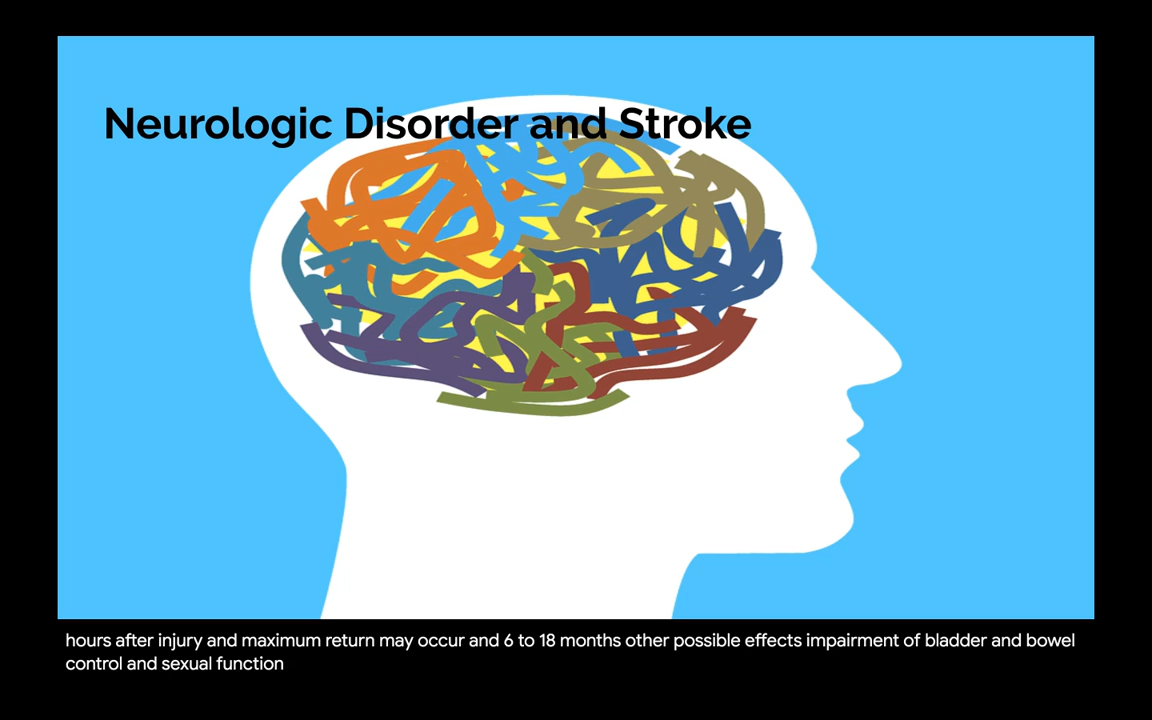 Neurologic Disorder and Stroke
hours after injury and maximum return may occur and 6 to 18 months other possible effects impairment of bladder and bowel
control and sexual function